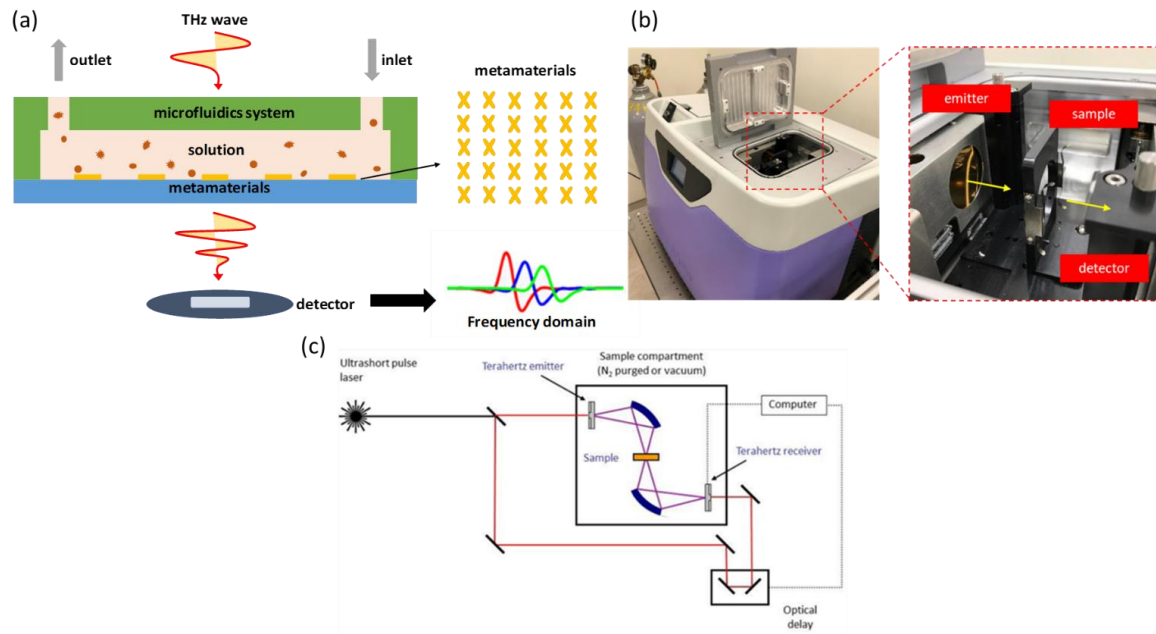 (a)
THz wave
outlet
inlet
microfluidics system
solution
metamaterials
metamaterials
detector
Frequency domain
(b)
emitter
sample
detector
(c)
Ultrashort pulse
laser
Terahertz emitter
Sample compartment
(N₂ purged or vacuum)
Computer
Sample
Terahertz receiver
Optical
delay